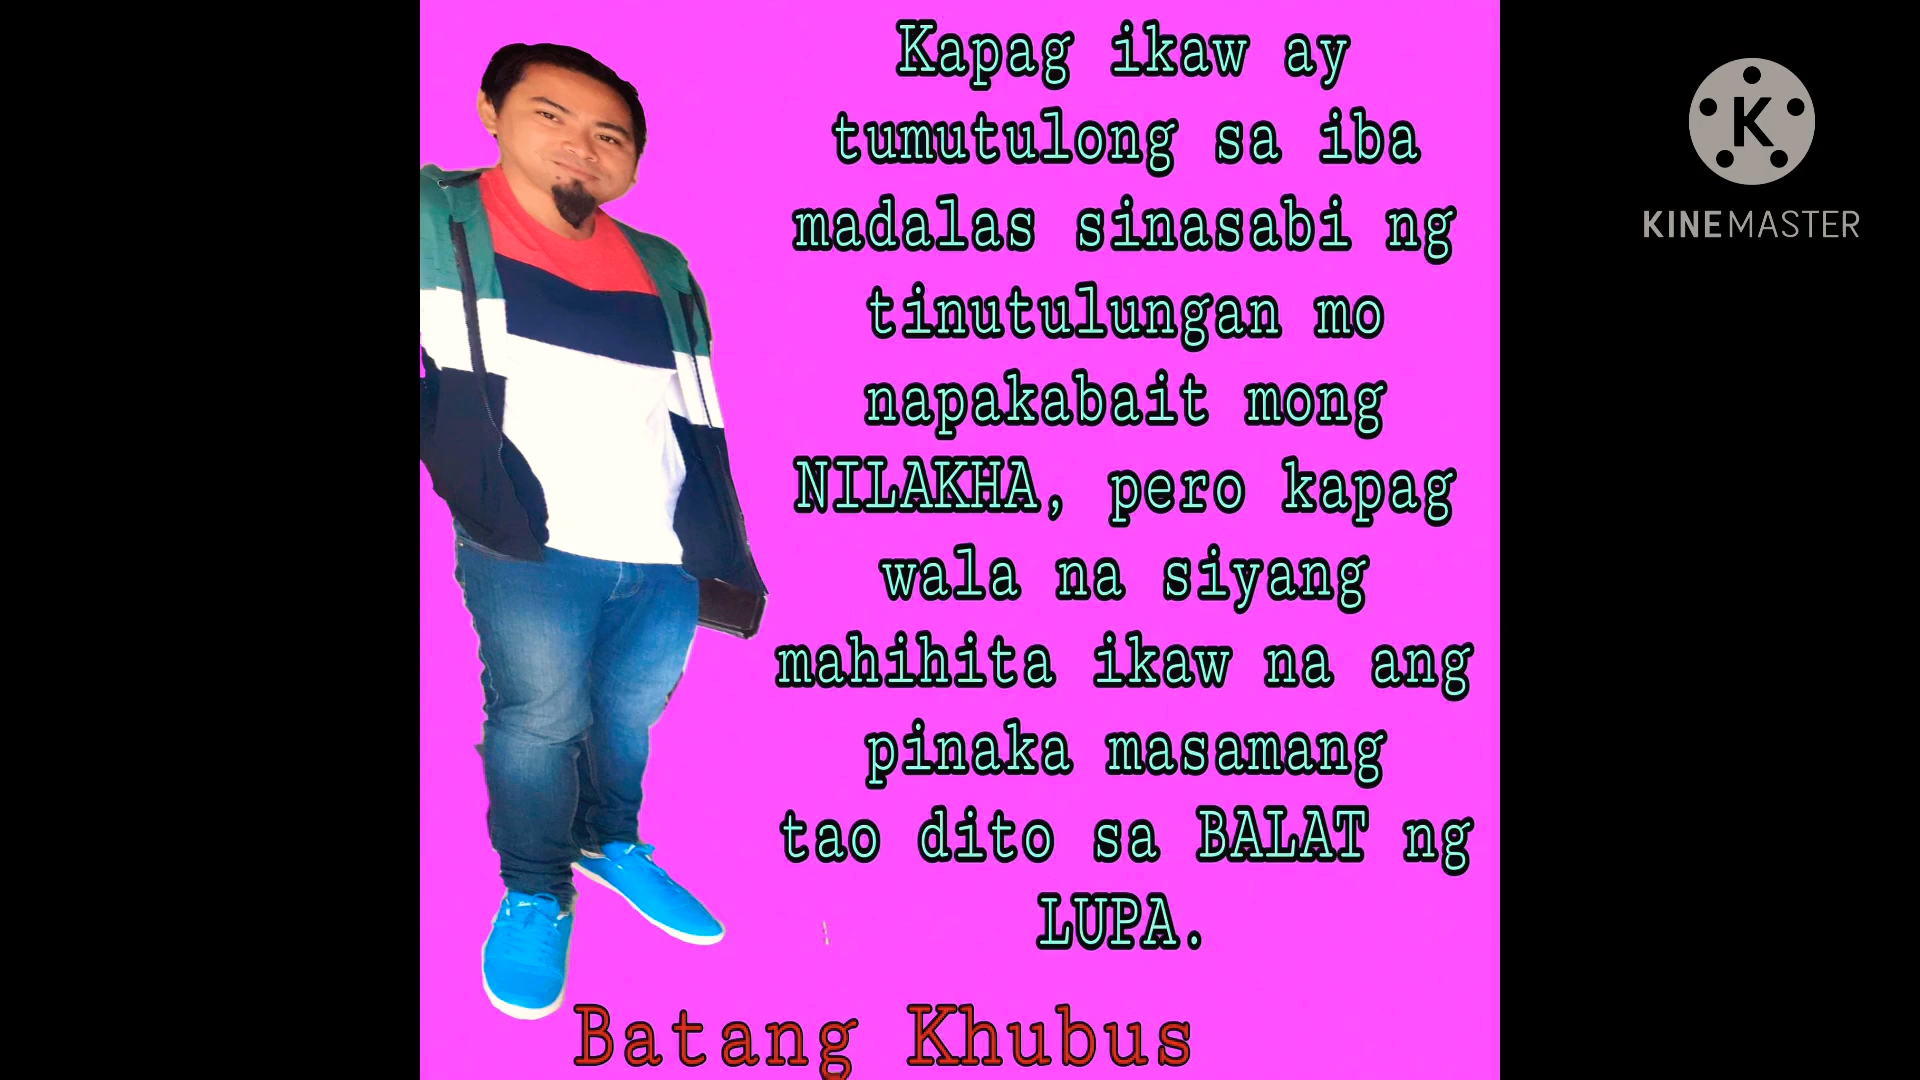 Kapag ikaw ay
tumutulong sa iba
madalas sinasabi ng
tinutulungan mo
napakabait mong
NILAKHA, pero kapag
wala na siyang
mahihita ikaw na ang
pinaka masamang
tao dito sa BALAT ng
LUPA.
Batang Khubus
K
KINEMASTER